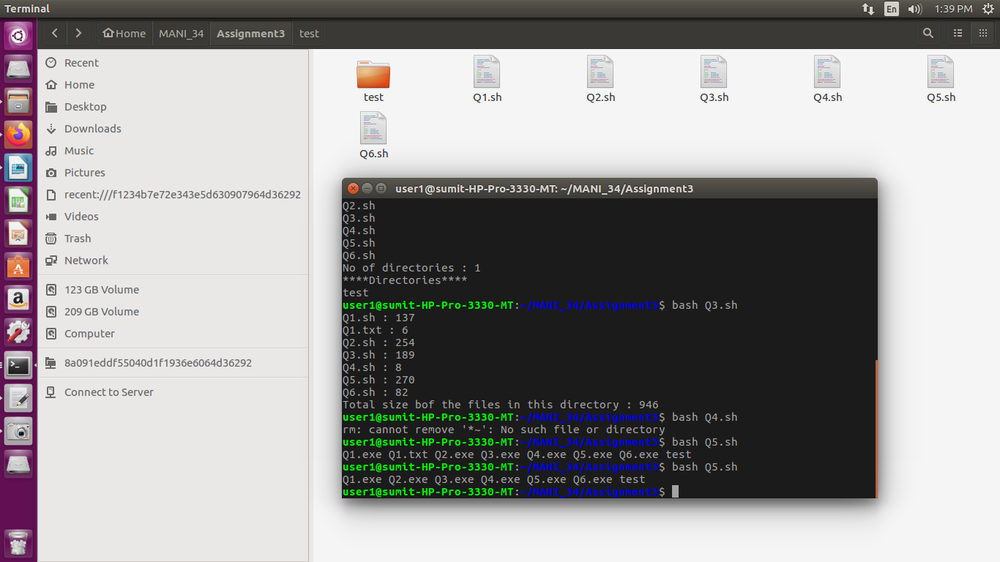 Terminal
En
1:39 PM
Home MANI_34 Assignment3 test
Recent
Home
Desktop
Downloads
Music
Pictures
recent:///f1234b7e72e343e5d630907964d36292
Videos
Trash
Network
123 GB Volume
209 GB Volume
Computer
8a091eddf55040d1f1936e6064d36292
Connect to Server
test Q1.sh Q2.sh Q3.sh Q4.sh Q5.sh
Q6.sh
user1@sumit-HP-Pro-3330-MT: ~/MANI_34/Assignment3
Q2.sh
Q3.sh
Q4.sh
Q5.sh
Q6.sh
No of directories : 1
****Directories****
test
user1@sumit-HP-Pro-3330-MT:~/MANI_34/Assignment3$ bash Q3.sh
Q1.sh : 137
Q1.txt : 6
Q2.sh : 254
Q3.sh : 189
Q4.sh : 8
Q5.sh : 270
Q6.sh : 82
Total size bof the files in this directory : 946
user1@sumit-HP-Pro-3330-MT:~/MANI_34/Assignment3$ bash Q4.sh
rm: cannot remove '*~': No such file or directory
user1@sumit-HP-Pro-3330-MT:~/MANI_34/Assignment3$ bash Q5.sh
Q1.exe Q1.txt Q2.exe Q3.exe Q4.exe Q5.exe Q6.exe test
user1@sumit-HP-Pro-3330-MT:~/MANI_34/Assignment3$ bash Q5.sh
Q1.exe Q2.exe Q3.exe Q4.exe Q5.exe Q6.exe test
user1@sumit-HP-Pro-3330-MT:~/MANI_34/Assignment3$